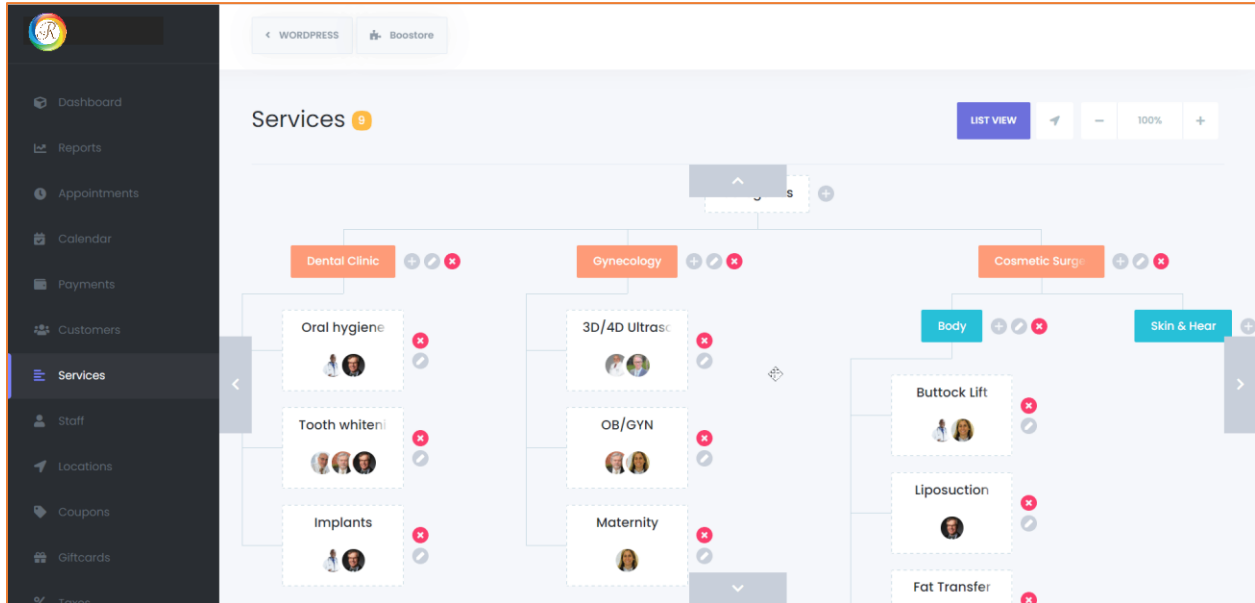 R
< WORDPRESS
Boostore
Dashboard
Reports
Appointments
Calendar
Payments
Customers
Services
Staff
Locations
Coupons
Giftcards
Taxes
Services 9
LIST VIEW
100%
Dental Clinic
Gynecology
Cosmetic Surge
Body
Skin & Hear
Oral hygiene
3D/4D Ultraso
Buttock Lift
Tooth whiteni
OB/GYN
Liposuction
Implants
Maternity
Fat Transfer